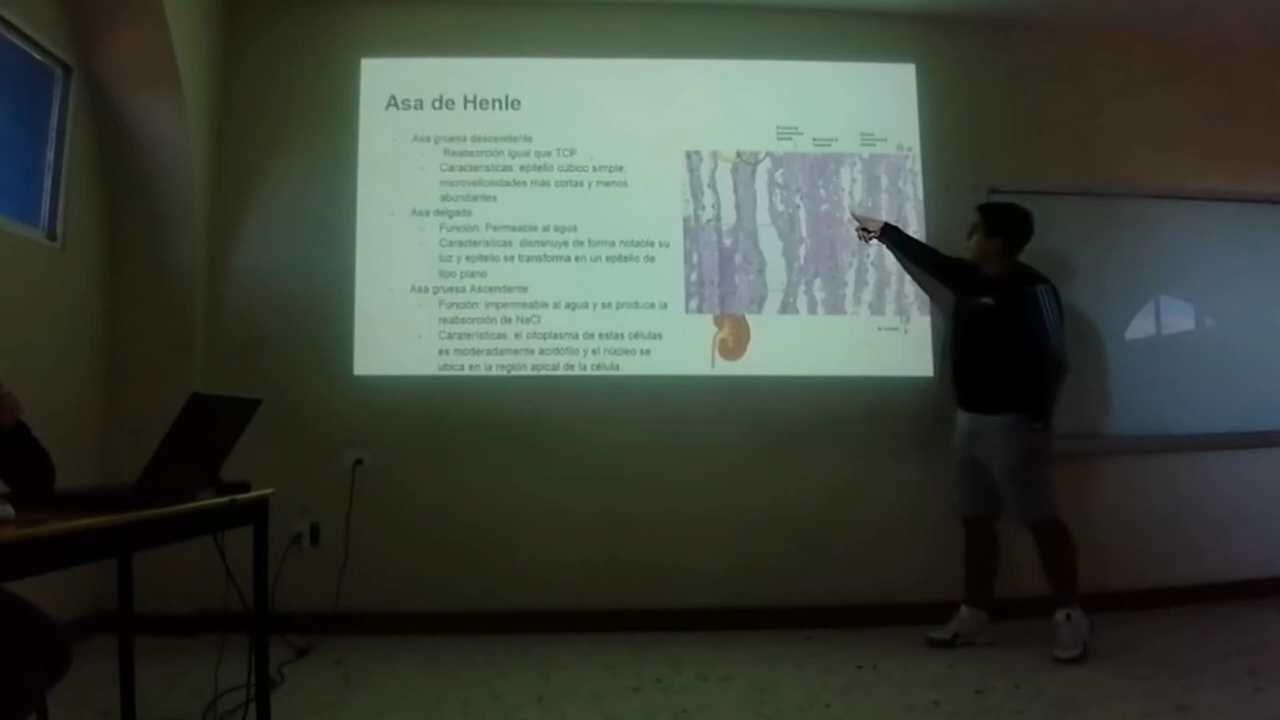 Asa de Henle
- Asa gruesa descendente
- Reabsorción igual que TCP
- Características: epitelio cúbico simple;
microvellosidades más cortas y menos
abundantes
- Asa delgada
- Función: Permeable al agua
- Características: disminuye de forma notable su
luz y epitelio se transforma en un epitelio de
tipo plano
- Asa gruesa Ascendente
- Función: impermeable al agua y se produce la
reabsorción de NaCl
- Caraterísticas: el citoplasma de estas células
es moderadamente acidófilo y el núcleo se
ubica en la región apical de la célula